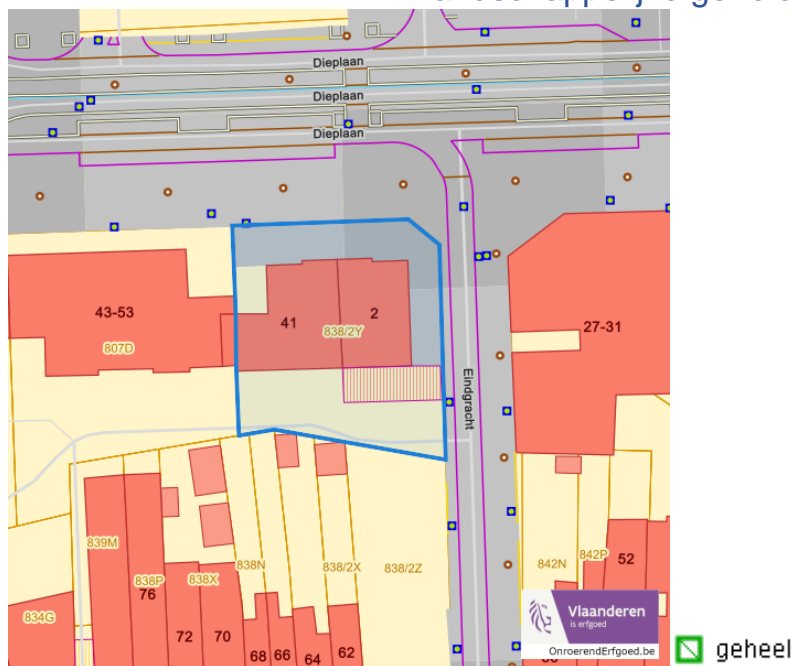 Dieplaan
Dieplaan
Dieplaan
43-53
807D
41
2
838/2Y
27-31
Eindgracht
839M
838P
76
838X
838N
838/2X
838/2Z
842N
842P
52
834G
72
70
68
66
64
62
Vlaanderen
is erfgoed
OnroerendErfgoed.be
geheel